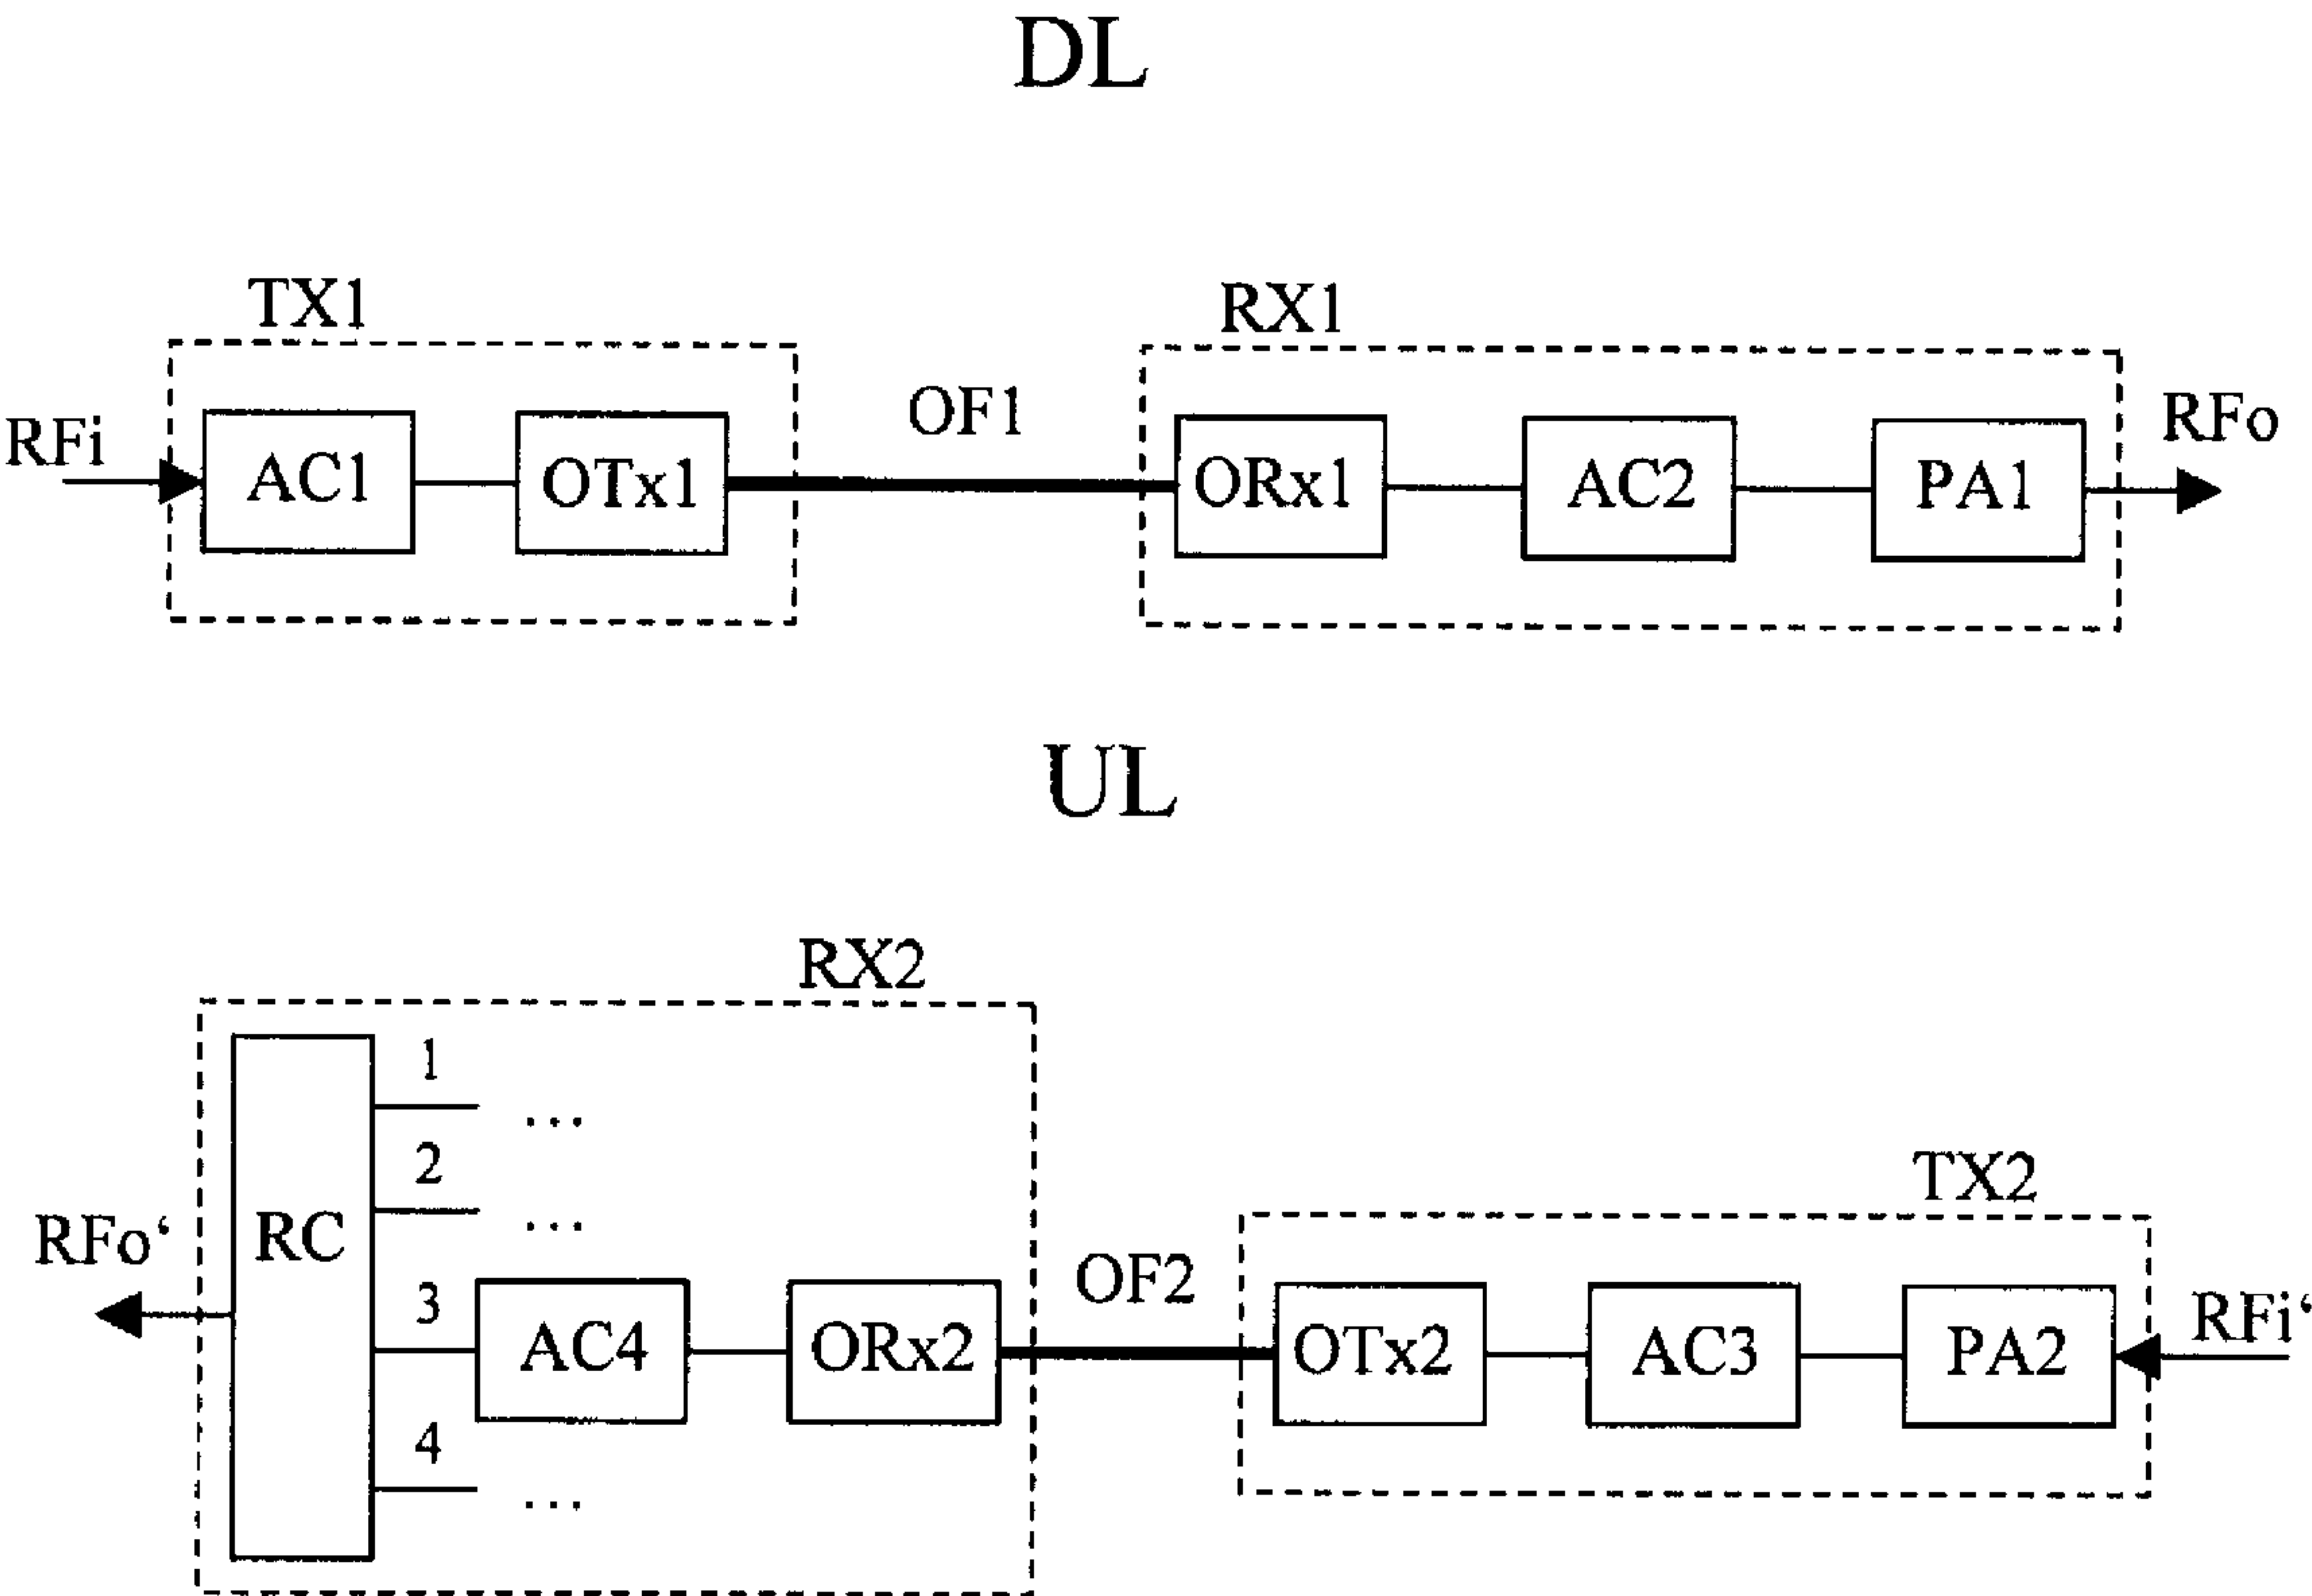 DL
TX1
RX1
RFi
AC1
OTx1
OF1
ORx1
AC2
PA1
RFo
UL
RX2
1
...
2
...
TX2
RFo‘
RC
3
AC4
ORx2
OF2
OTx2
AC3
PA2
RFi‘
4
...